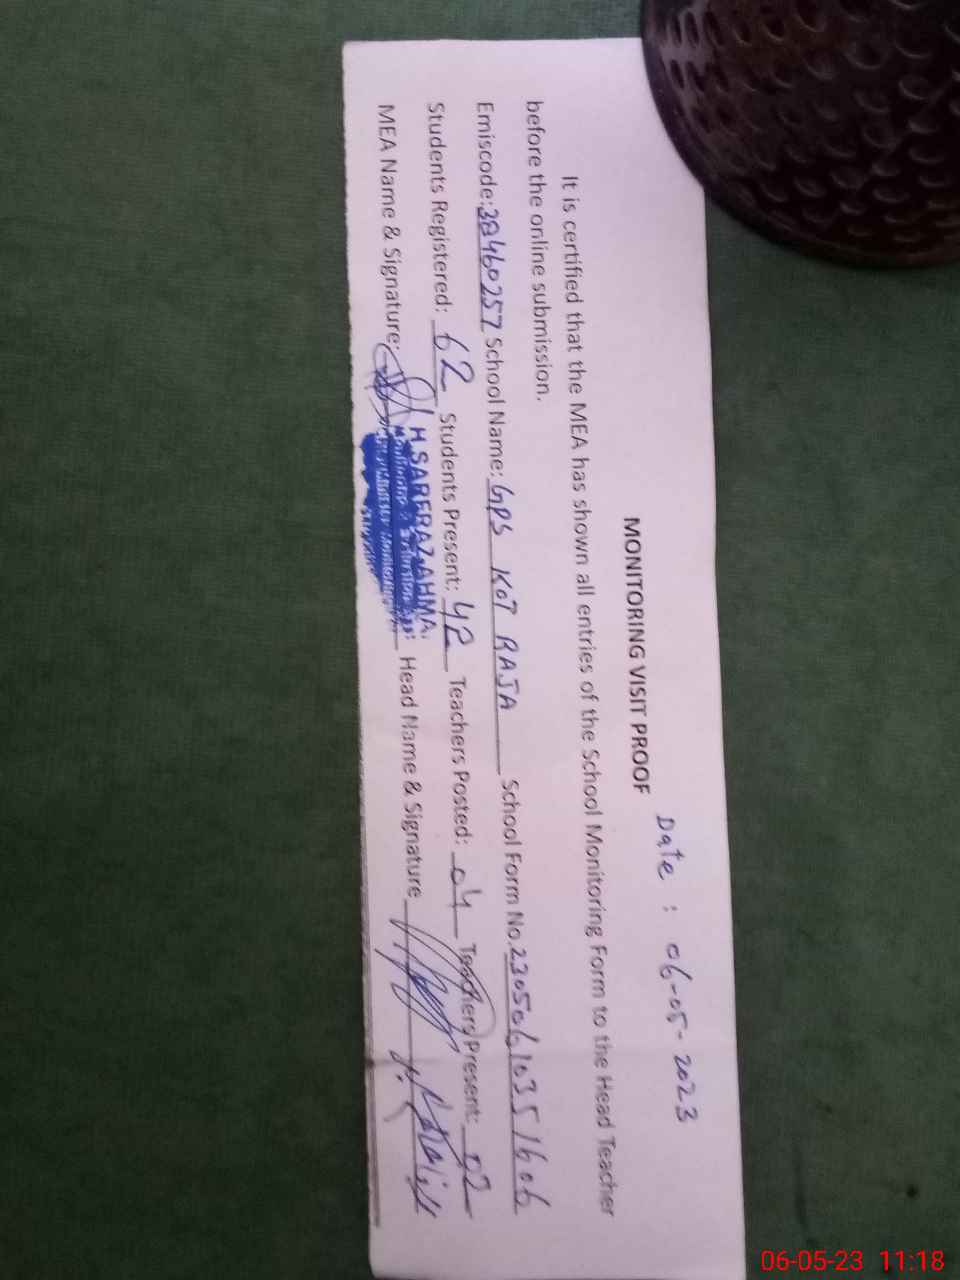 Date : 06-05-2023
MONITORING VISIT PROOF
It is certified that the MEA has shown all entries of the School Monitoring Form to the Head Teacher
before the online submission.
Emiscode: 38460257 School Name: GPS KOT RAJA School Form No. 23050610351606
Students Registered: 62 Students Present: 42 Teachers Posted: 04 Teachers Present: 02
MEA Name & Signature: Head Name & Signature
H.SARFRAZ AHMA
06-05-23 11:18